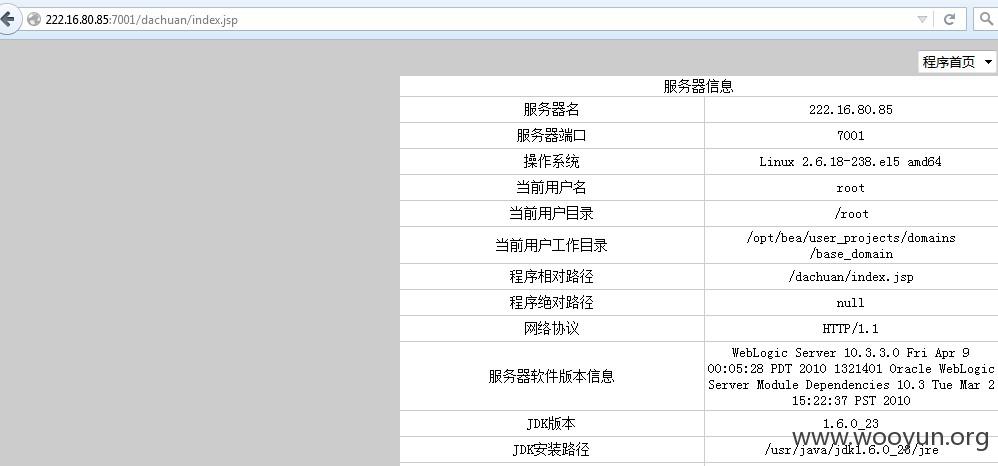 222.16.80.85:7001/dachuan/index.jsp
程序首页
服务器信息
服务器名 222.16.80.85
服务器端口 7001
操作系统 Linux 2.6.18-238.el5 amd64
当前用户名 root
当前用户目录 /root
当前用户工作目录 /opt/bea/user_projects/domains
/base_domain
程序相对路径 /dachuan/index.jsp
程序绝对路径 null
网络协议 HTTP/1.1
服务器软件版本信息 WebLogic Server 10.3.3.0 Fri Apr 9
00:05:28 PDT 2010 1321401 Oracle WebLogic
Server Module Dependencies 10.3 Tue Mar 2
15:22:37 PST 2010
JDK版本 1.6.0_23
JDK安装路径 /usr/java/jdk1.6.0_23/jre
www.wooyun.org